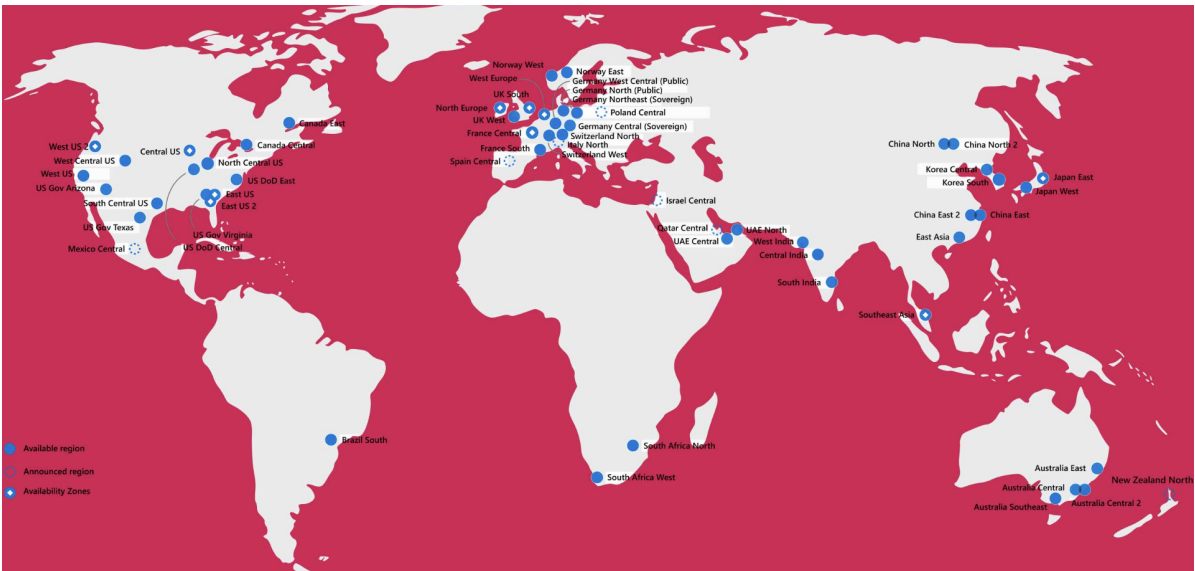 Norway West
Norway East
West Europe
Germany West Central (Public)
Germany North (Public)
UK South
Germany Northeast (Sovereign)
North Europe
Poland Central
UK West
Germany Central (Sovereign)
France Central
Switzerland North
Italy North
France South
Switzerland West
Spain Central
Canada East
West US 2
Central US
Canada Central
West Central US
North Central US
West US
US DoD East
US Gov Arizona
East US
South Central US
East US 2
US Gov Texas
US Gov Virginia
Mexico Central
US DoD Central
China North
China North 2
Korea Central
Korea South
Japan East
Japan West
Israel Central
China East 2
China East
Qatar Central
UAE North
UAE Central
West India
East Asia
Central India
South India
Southeast Asia
Brazil South
South Africa North
South Africa West
Australia East
New Zealand North
Australia Central
Australia Central 2
Australia Southeast
Available region
Announced region
Availability Zones